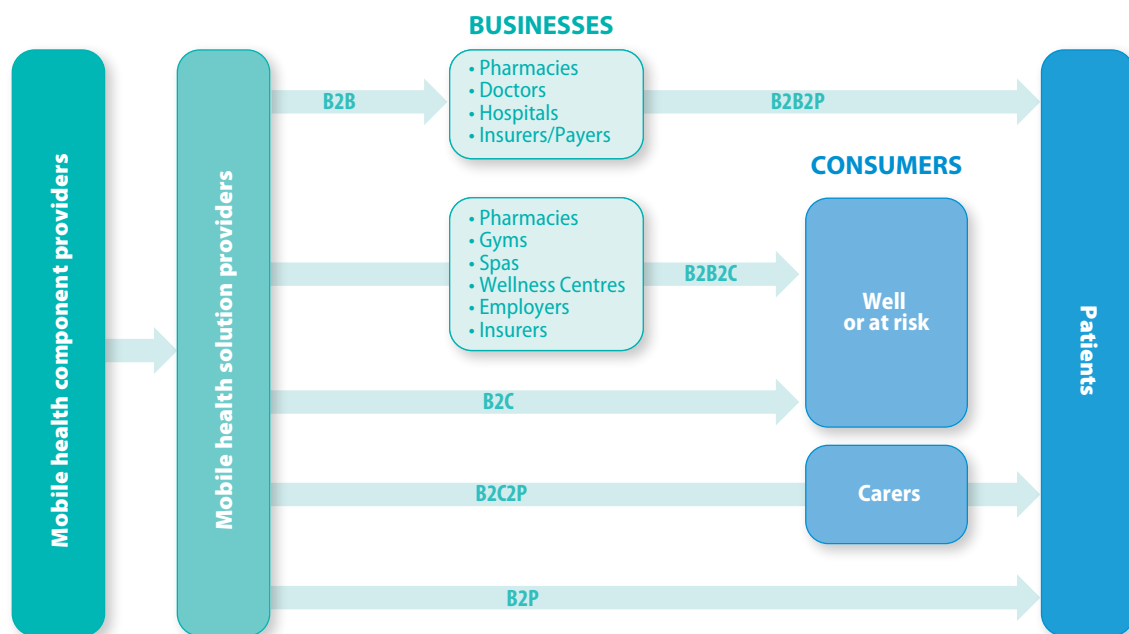 BUSINESSES
Mobile health component providers
Mobile health solution providers
B2B
• Pharmacies
• Doctors
• Hospitals
• Insurers/Payers
B2B2P
CONSUMERS
• Pharmacies
• Gyms
• Spas
• Wellness Centres
• Employers
• Insurers
B2B2C
Well
or at risk
B2C
B2C2P
Carers
B2P
Patients